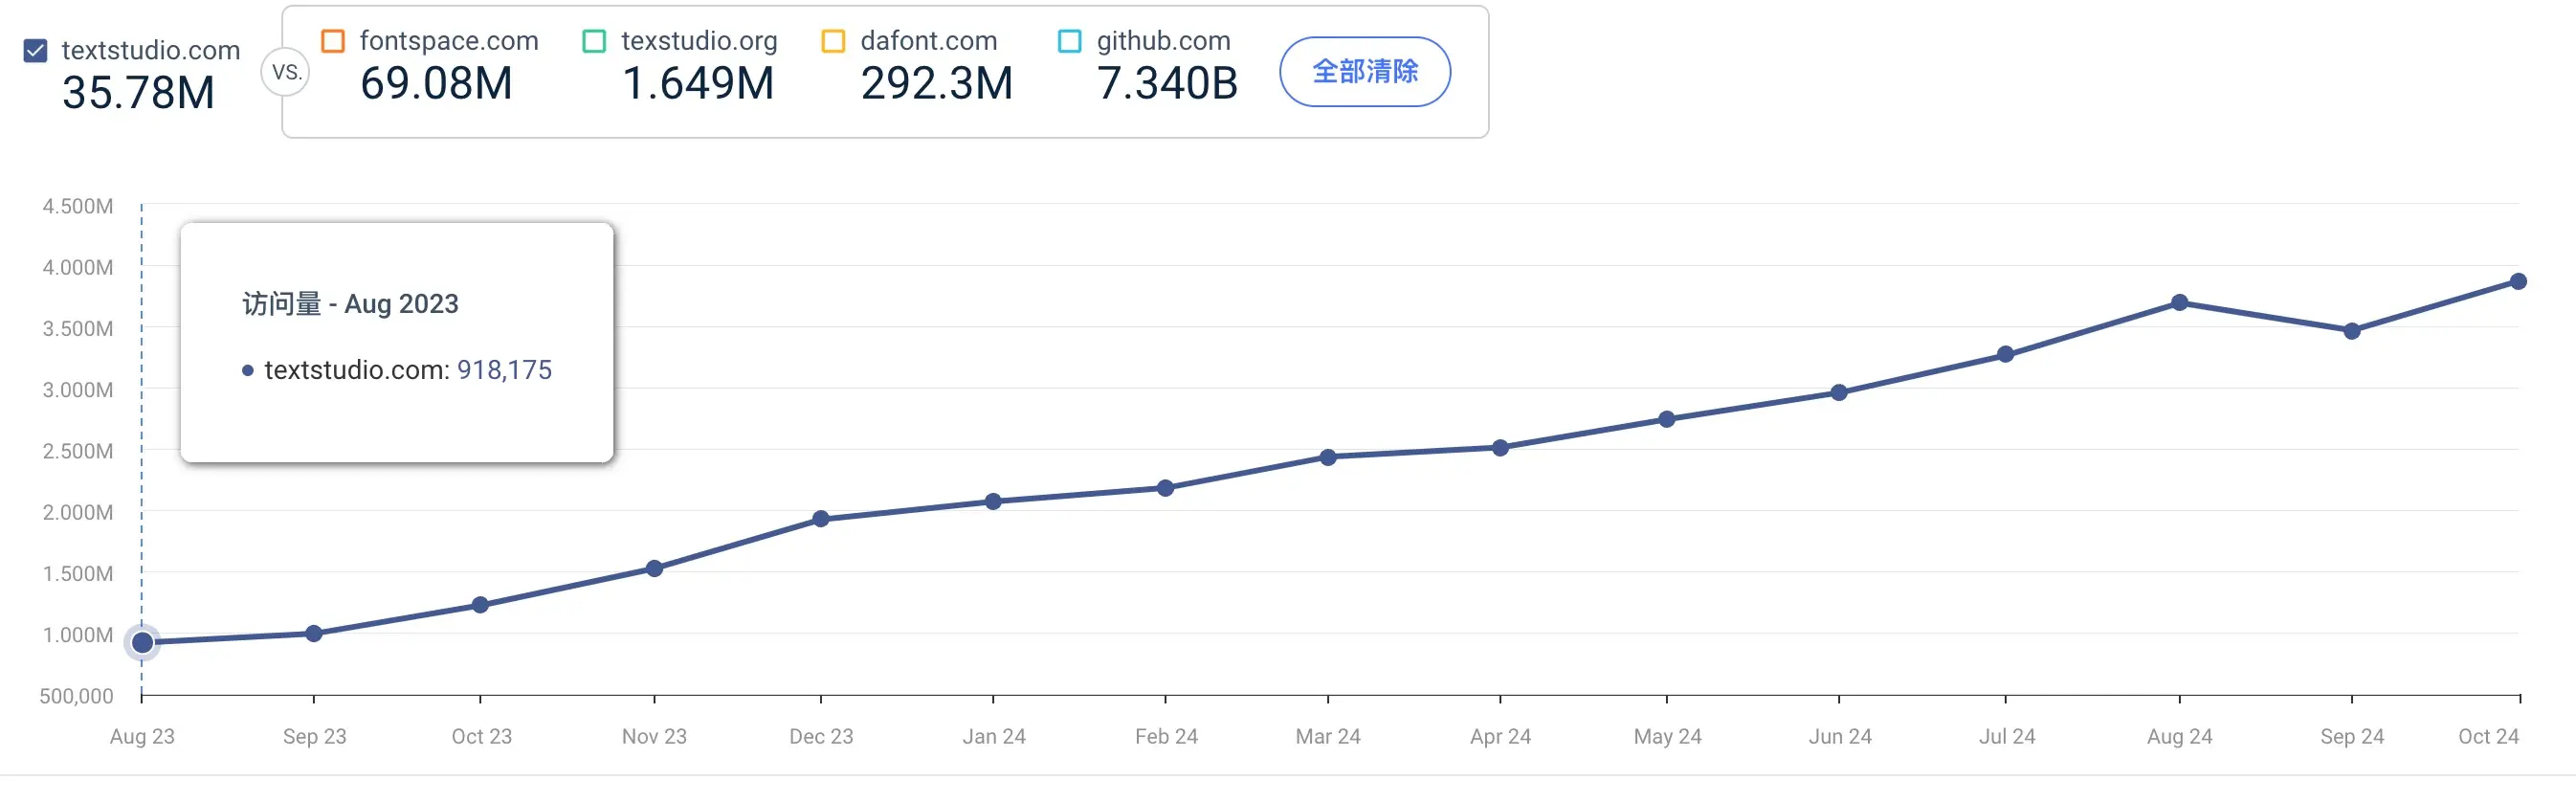 textstudio.com
35.78M
VS.
fontspace.com
69.08M
texstudio.org
1.649M
dafont.com
292.3M
github.com
7.340B
全部清除
4.500M
4.000M
3.500M
3.000M
2.500M
2.000M
1.500M
1.000M
500,000
访问量 - Aug 2023
textstudio.com: 918,175
Aug 23 Sep 23 Oct 23 Nov 23 Dec 23 Jan 24 Feb 24 Mar 24 Apr 24 May 24 Jun 24 Jul 24 Aug 24 Sep 24 Oct 24